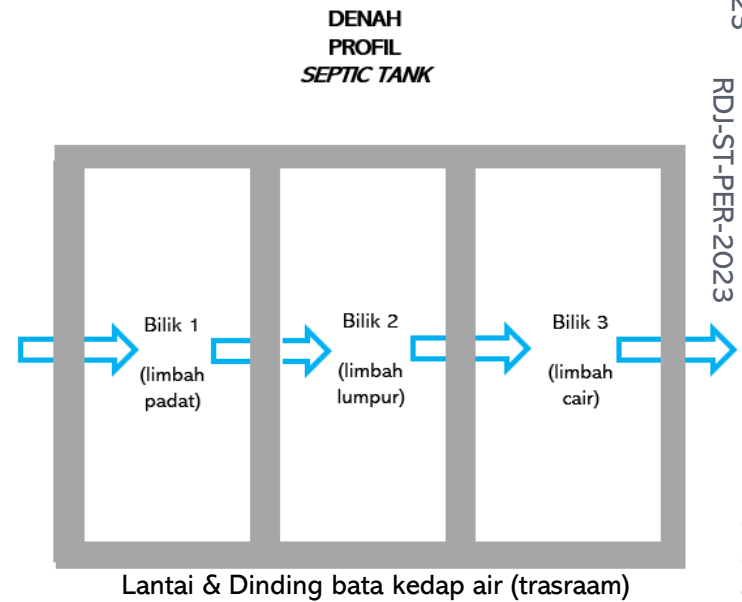 DENAH
PROFIL
SEPTIC TANK
RDJ-ST-PER-2023
Bilik 1
(limbah
padat)
Bilik 2
(limbah
lumpur)
Bilik 3
(limbah
cair)
Lantai & Dinding bata kedap air (trasraam)